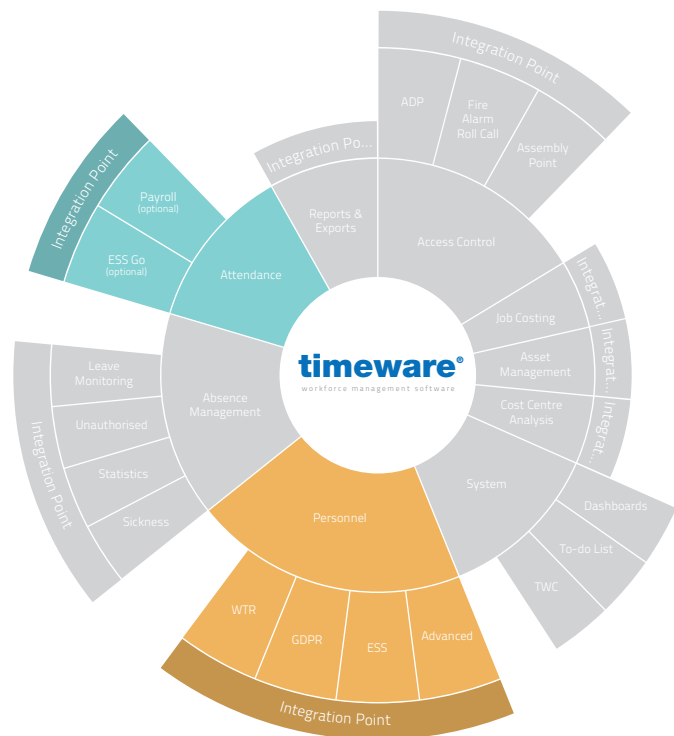 Integration Point
ADP
Fire
Alarm
Roll Call
Assembly
Point
Integration Po...
Reports &
Exports
Access Control
Integration Point
Payroll
(optional)
ESS Go
(optional)
Attendance
Integrat...
Job Costing
Integrat...
Asset
Management
Integrat...
Cost Centre
Analysis
timeware®
workforce management software
Absence
Management
Leave
Monitoring
Unauthorised
Statistics
Sickness
Integration Point
System
Dashboards
To-do List
TWC
Personnel
WTR
GDPR
ESS
Advanced
Integration Point